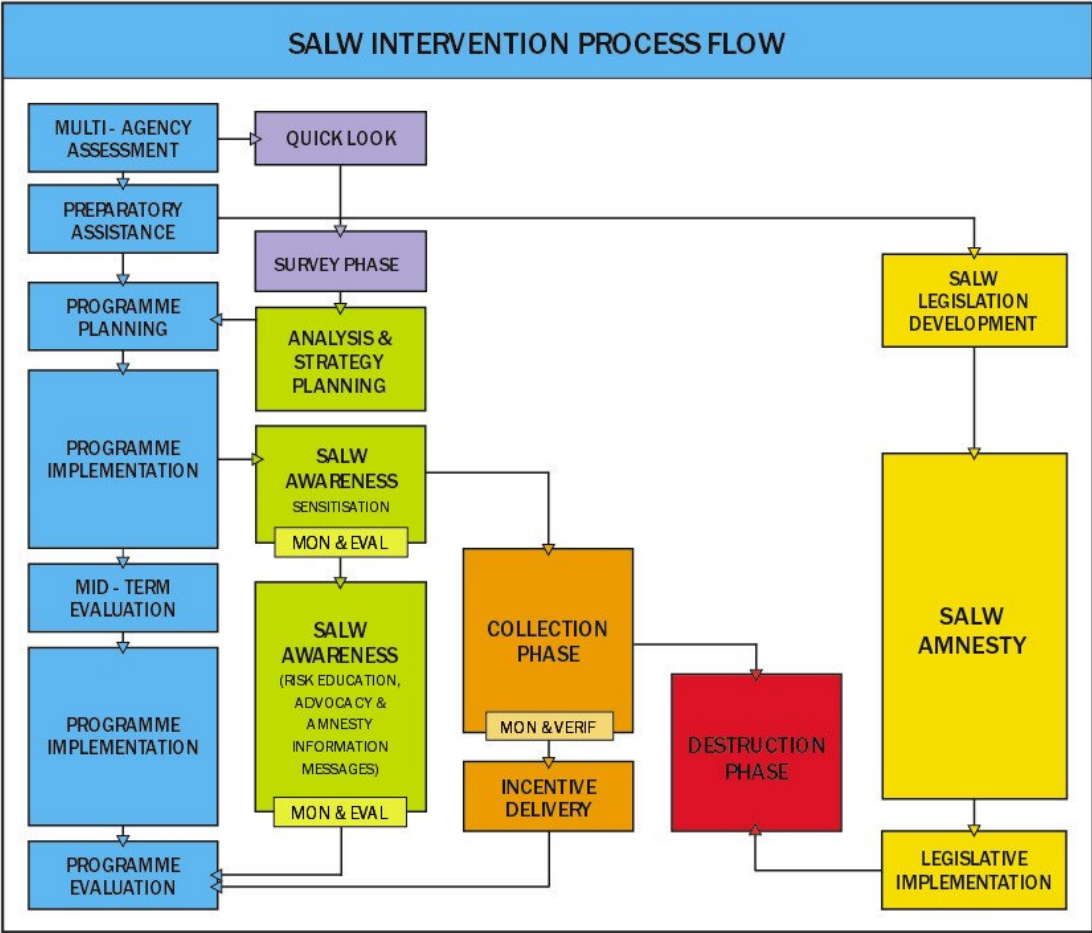 SALW INTERVENTION PROCESS FLOW
MULTI - AGENCY
ASSESSMENT
QUICK LOOK
PREPARATORY
ASSISTANCE
SURVEY PHASE
SALW
LEGISLATION
DEVELOPMENT
PROGRAMME
PLANNING
ANALYSIS &
STRATEGY
PLANNING
PROGRAMME
IMPLEMENTATION
SALW
AWARENESS
SENSITISATION
MON & EVAL
MID - TERM
EVALUATION
SALW
AWARENESS
(RISK EDUCATION,
ADVOCACY &
AMNESTY
INFORMATION
MESSAGES)
MON & EVAL
COLLECTION
PHASE
MON & VERIF
SALW
AMNESTY
PROGRAMME
IMPLEMENTATION
INCENTIVE
DELIVERY
DESTRUCTION
PHASE
PROGRAMME
EVALUATION
LEGISLATIVE
IMPLEMENTATION